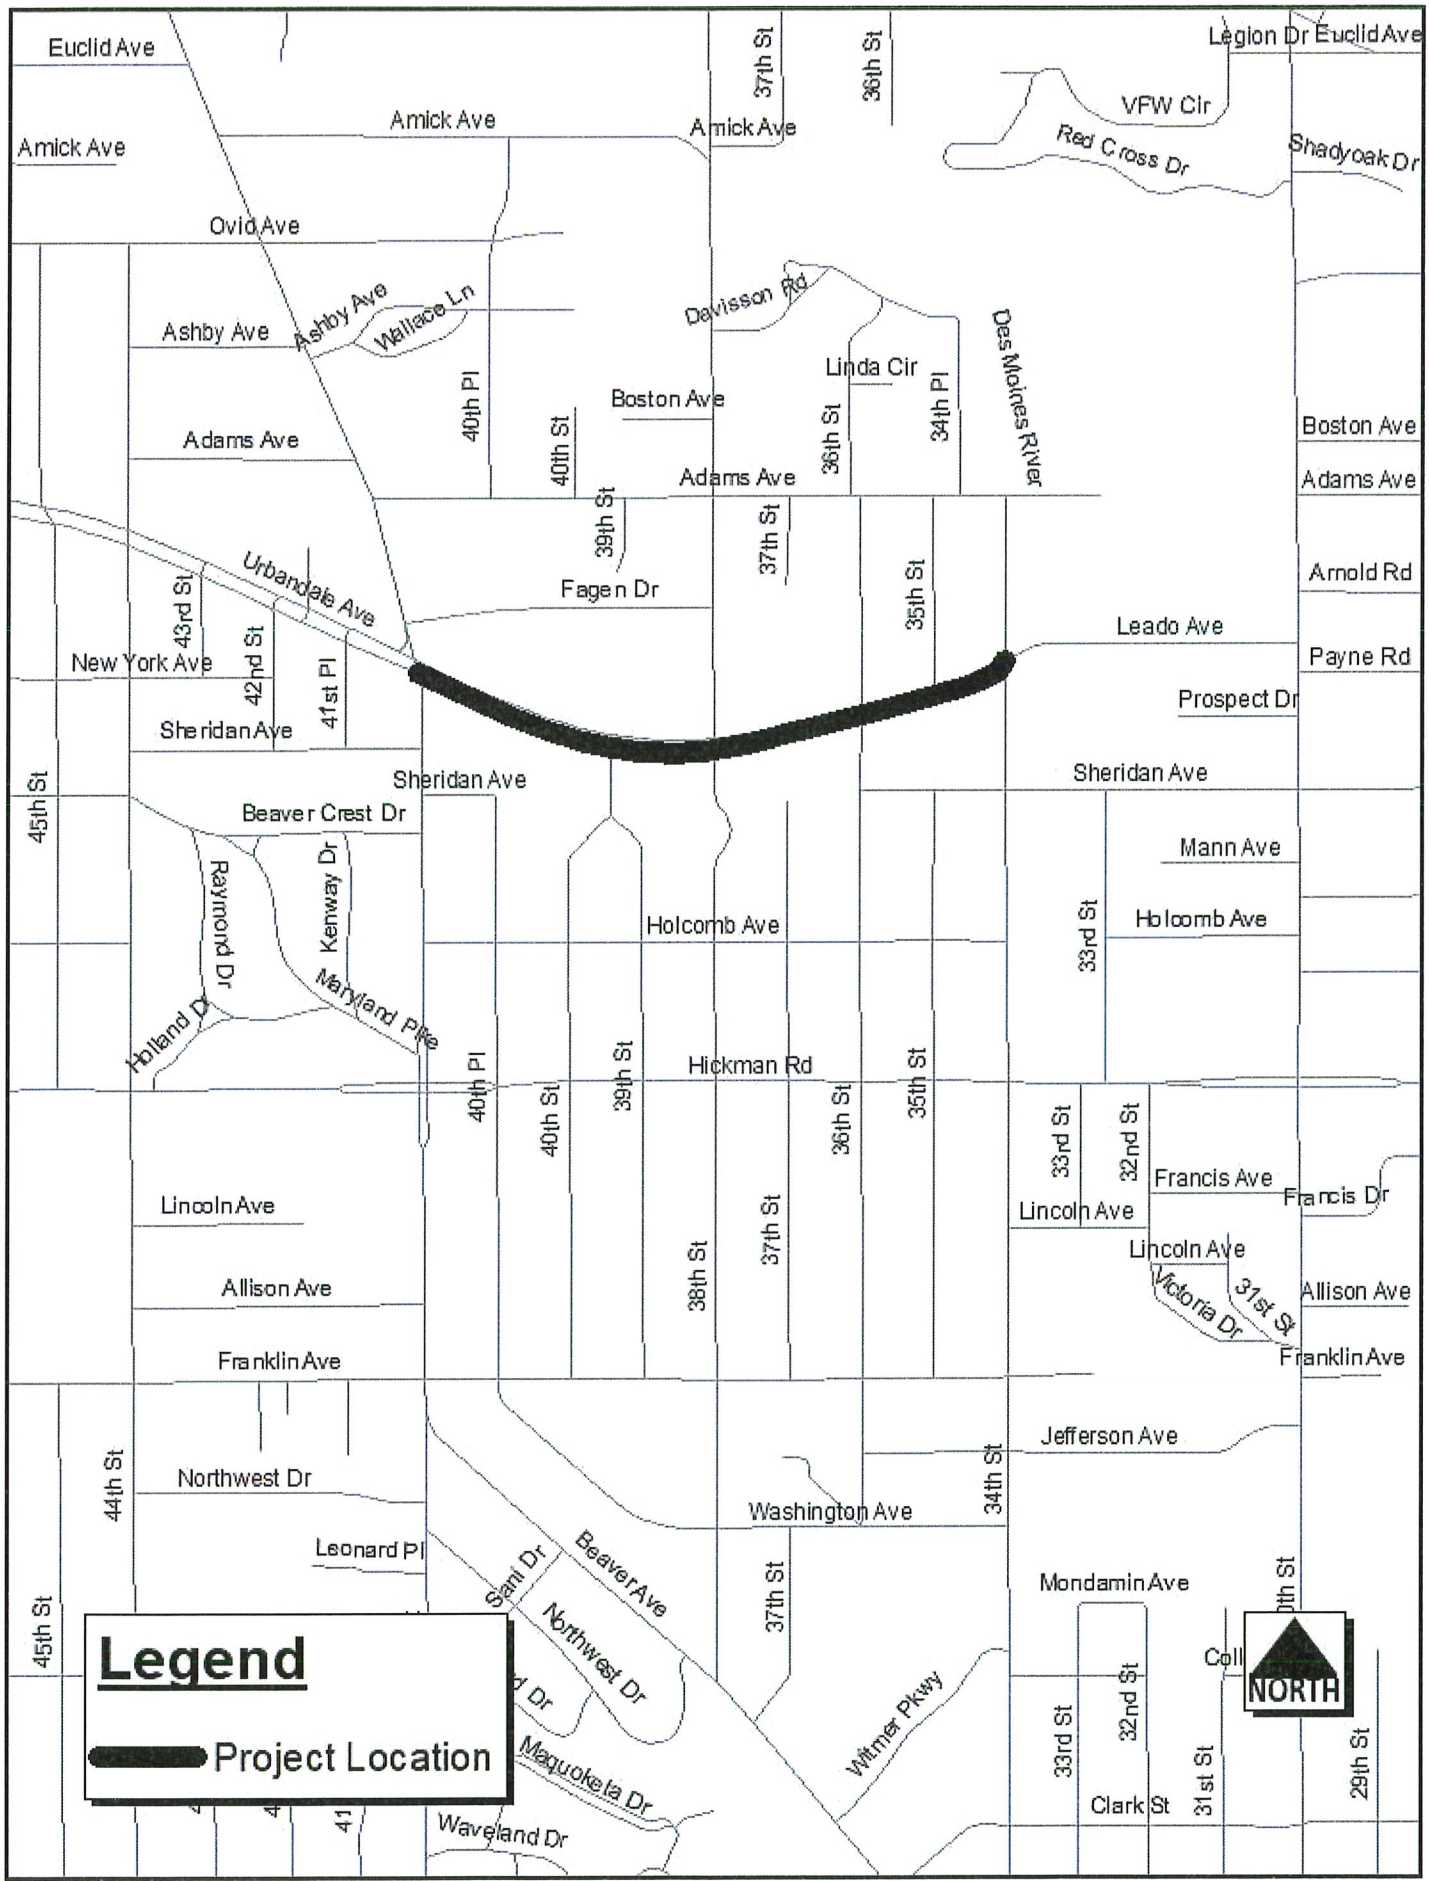 Euclid Ave
37th St
36th St
Legion Dr
Euclid Ave
VFW Cir
Amick Ave
Amick Ave
Amick Ave
Red Cross Dr
Shadyoak Dr
Ovid Ave
Ashby Ave
Ashby Ave
Wallace Ln
Davisson Rd
Des Moines River
Linda Cir
40th Pl
Boston Ave
36th St
34th Pl
Boston Ave
Adams Ave
40th St
Adams Ave
Adams Ave
39th St
37th St
Urbandale Ave
Fagen Dr
35th St
Arnold Rd
43rd St
42nd St
41st Pl
Leado Ave
New York Ave
Payne Rd
Prospect Dr
Sheridan Ave
Sheridan Ave
Sheridan Ave
45th St
Beaver Crest Dr
Mann Ave
Raymond Dr
Kenway Dr
Holcomb Ave
33rd St
Holcomb Ave
Maryland Pike
Holland Dr
Hickman Rd
40th Pl
40th St
39th St
36th St
35th St
33rd St
32nd St
Francis Ave
Francis Dr
Lincoln Ave
Lincoln Ave
Lincoln Ave
38th St
37th St
Allison Ave
Victoria Dr
31st St
Allison Ave
Franklin Ave
Franklin Ave
44th St
Northwest Dr
Jefferson Ave
34th St
Washington Ave
Leonard Pl
Sani Dr
Beaver Ave
37th St
Mondamin Ave
0th St
45th St
Northwest Dr
d Dr
Coll
NORTH
Legend
Project Location
Witmer Pkwy
33rd St
32nd St
31st St
29th St
Maquoketa Dr
Clark St
4
4
41
Waveland Dr